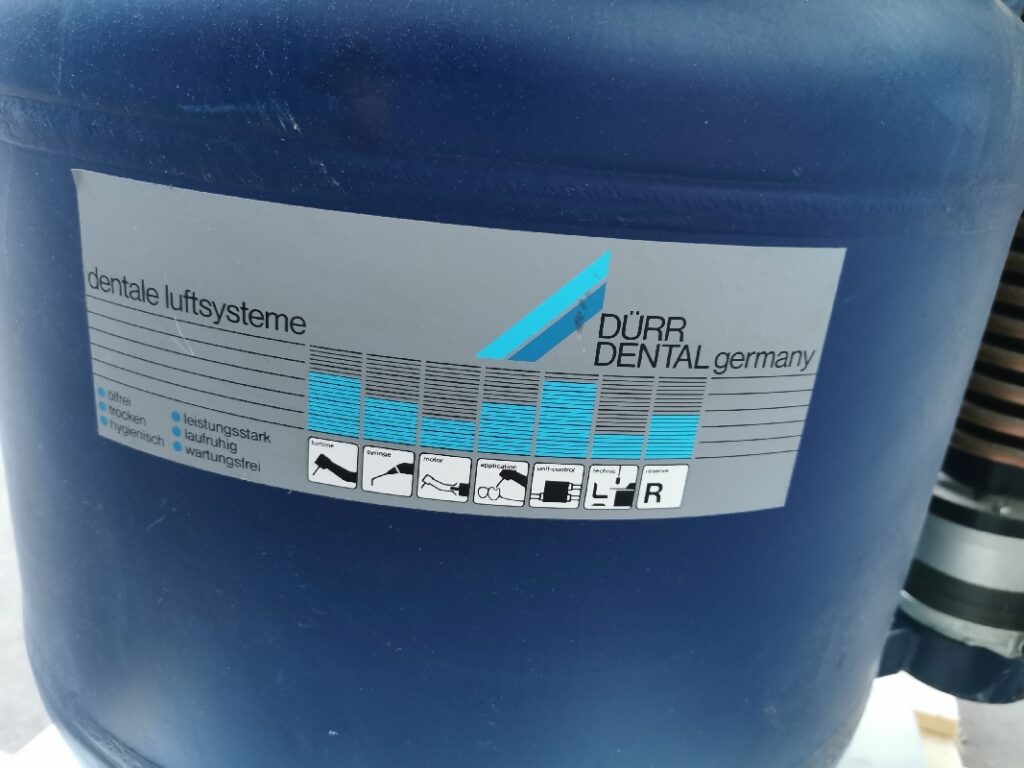 dentale luftsysteme
DÜRR
DENTAL germany
ölfrei
trocken
hygienisch
leistungsstark
laufruhig
wartungsfrei
turbine
syringe
motor
application
unit-control
technic
L
reserve
R